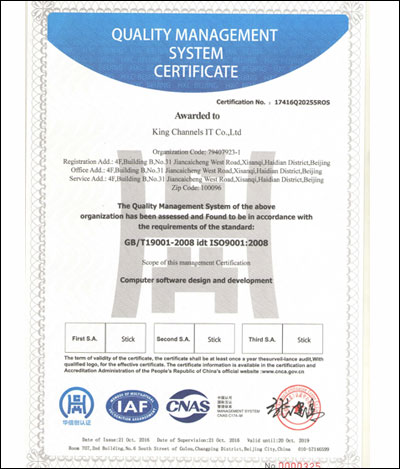 QUALITY MANAGEMENT
SYSTEM
CERTIFICATE
Certification No. : 17416Q20255ROS
Awarded to
King Channels IT Co.,Ltd
Organization Code: 79407923-1
Registration Add.: 4F,Building B,No.31 Jiancaicheng West Road,Xisanqi,Haidian District,Beijing
Office Add.: 4F,Building B,No.31 Jiancaicheng West Road,Xisanqi,Haidian District,Beijing
Service Add.: 4F,Building B,No.31 Jiancaicheng West Road,Xisanqi,Haidian District,Beijing
Zip Code: 100096
The Quality Management System of the above
organization has been assessed and Found to be in accordance with
the requirements of the standard:
GB/T19001-2008 idt ISO9001:2008
Scope of this management Certification
Computer software design and development
First S.A. Stick Second S.A. Stick Third S.A. Stick
The term of validity of the certificate, the certificate shall be at least once a year thesurveil-iance audit,With
qualified logo, for the effective certificate. The certificate information is available in the certification and
Accreditation Administration of the People's Republic of China's official website :www.cnca.gov.cn
IAF
CNAS
MANAGEMENT SYSTEM
CNAS C174-M
Date of Issue:21 Oct. 2016 Date of Supervision:21 Oct. 2016 Valid until:20 Oct. 2019
Room 707,2nd Building,No.6 South Street of Calso,Changping District,Beijing City, China 010-57146599
No.0000325